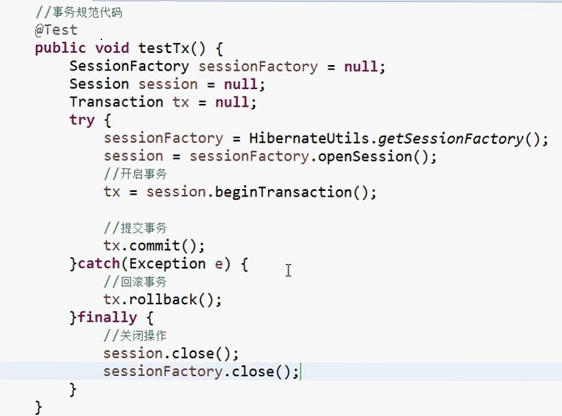 //事务规范代码
@Test
public void testTx() {
SessionFactory sessionFactory = null;
Session session = null;
Transaction tx = null;
try {
sessionFactory = HibernateUtils.getSessionFactory();
session = sessionFactory.openSession();
//开启事务
tx = session.beginTransaction();
//提交事务
tx.commit();
}catch(Exception e) {
//回滚事务
tx.rollback();
}finally {
//关闭操作
session.close();
sessionFactory.close();
}
}